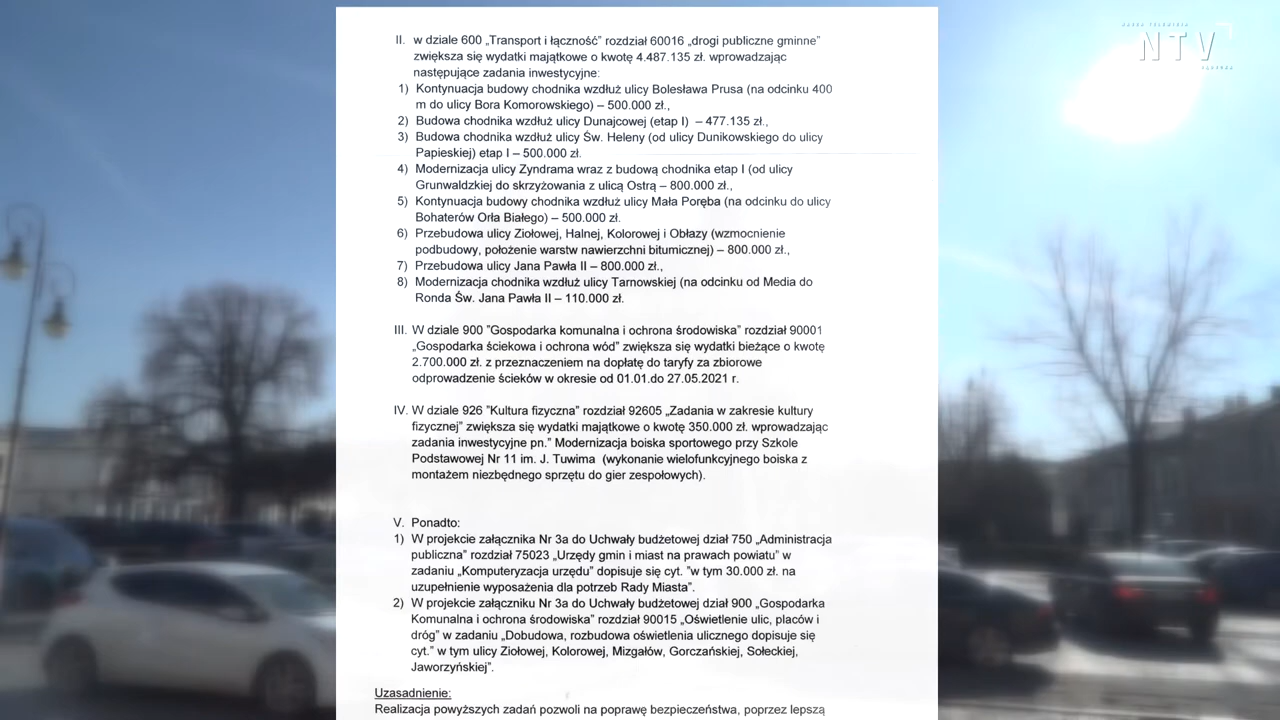 NASZA TELEWIZJA
NTV
SĄDECKA
II. w dziale 600 „Transport i łączność” rozdział 60016 „drogi publiczne gminne”
zwiększa się wydatki majątkowe o kwotę 4.487.135 zł. wprowadzając
następujące zadania inwestycyjne:
1) Kontynuacja budowy chodnika wzdłuż ulicy Bolesława Prusa (na odcinku 400
m do ulicy Bora Komorowskiego) – 500.000 zł.,
2) Budowa chodnika wzdłuż ulicy Dunajcowej (etap I) – 477.135 zł.,
3) Budowa chodnika wzdłuż ulicy Św. Heleny (od ulicy Dunikowskiego do ulicy
Papieskiej) etap I – 500.000 zł.
4) Modernizacja ulicy Zyndrama wraz z budową chodnika etap I (od ulicy
Grunwaldzkiej do skrzyżowania z ulicą Ostrą – 800.000 zł.,
5) Kontynuacja budowy chodnika wzdłuż ulicy Mała Poręba (na odcinku do ulicy
Bohaterów Orła Białego) – 500.000 zł.
6) Przebudowa ulicy Ziołowej, Halnej, Kolorowej i Obłazy (wzmocnienie
podbudowy, położenie warstw nawierzchni bitumicznej) – 800.000 zł.,
7) Przebudowa ulicy Jana Pawła II – 800.000 zł.,
8) Modernizacja chodnika wzdłuż ulicy Tarnowskiej (na odcinku od Media do
Ronda Św. Jana Pawła II – 110.000 zł.
III. W dziale 900 ”Gospodarka komunalna i ochrona środowiska” rozdział 90001
„Gospodarka ściekowa i ochrona wód” zwiększa się wydatki bieżące o kwotę
2.700.000 zł. z przeznaczeniem na dopłatę do taryfy za zbiorowe
odprowadzenie ścieków w okresie od 01.01.do 27.05.2021 r.
IV. W dziale 926 ”Kultura fizyczna” rozdział 92605 „Zadania w zakresie kultury
fizycznej” zwiększa się wydatki majątkowe o kwotę 350.000 zł. wprowadzając
zadania inwestycyjne pn.” Modernizacja boiska sportowego przy Szkole
Podstawowej Nr 11 im. J. Tuwima (wykonanie wielofunkcyjnego boiska z
montażem niezbędnego sprzętu do gier zespołowych).
V. Ponadto:
1) W projekcie załącznika Nr 3a do Uchwały budżetowej dział 750 „Administracja
publiczna” rozdział 75023 „Urzędy gmin i miast na prawach powiatu” w
zadaniu „Komputeryzacja urzędu” dopisuje się cyt. ”w tym 30.000 zł. na
uzupełnienie wyposażenia dla potrzeb Rady Miasta”.
2) W projekcie załączniku Nr 3a do Uchwały budżetowej dział 900 „Gospodarka
Komunalna i ochrona środowiska” rozdział 90015 „Oświetlenie ulic, placów i
dróg” w zadaniu „Dobudowa, rozbudowa oświetlenia ulicznego dopisuje się
cyt.” w tym ulicy Ziołowej, Kolorowej, Mizgałów, Gorczańskiej, Sołeckiej,
Jaworzyńskiej”.
Uzasadnienie:
Realizacja powyższych zadań pozwoli na poprawę bezpieczeństwa, poprzez lepszą